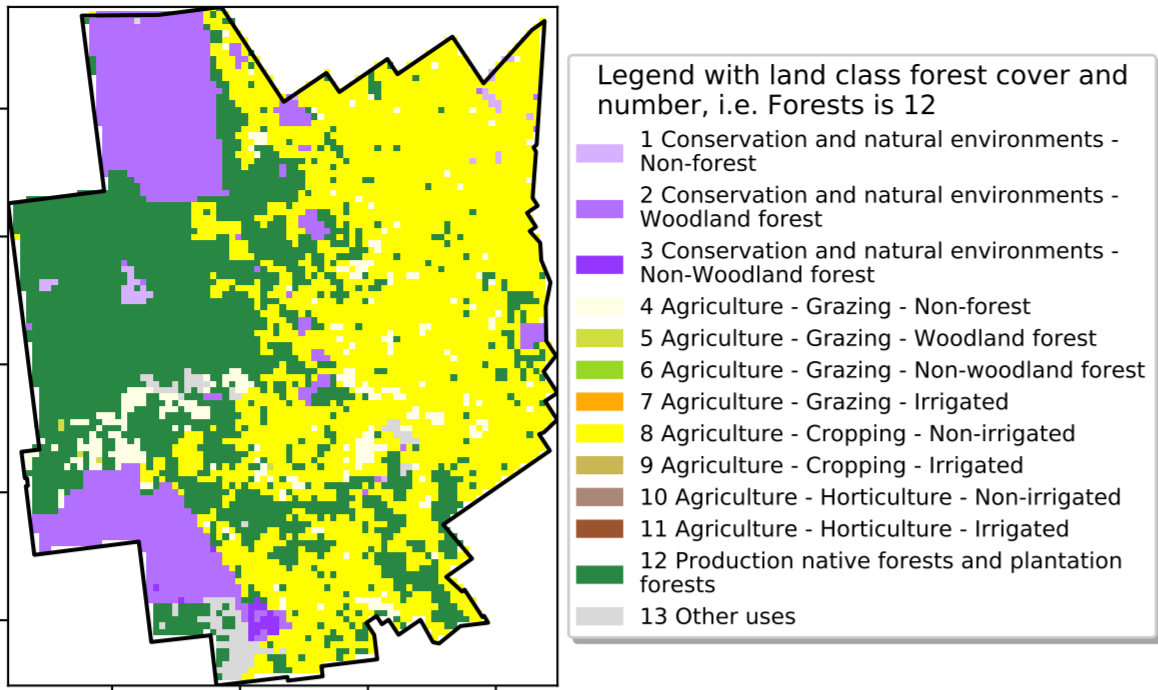 Legend with land class forest cover and
number, i.e. Forests is 12
1 Conservation and natural environments -
Non-forest
2 Conservation and natural environments -
Woodland forest
3 Conservation and natural environments -
Non-Woodland forest
4 Agriculture - Grazing - Non-forest
5 Agriculture - Grazing - Woodland forest
6 Agriculture - Grazing - Non-woodland forest
7 Agriculture - Grazing - Irrigated
8 Agriculture - Cropping - Non-irrigated
9 Agriculture - Cropping - Irrigated
10 Agriculture - Horticulture - Non-irrigated
11 Agriculture - Horticulture - Irrigated
12 Production native forests and plantation
forests
13 Other uses